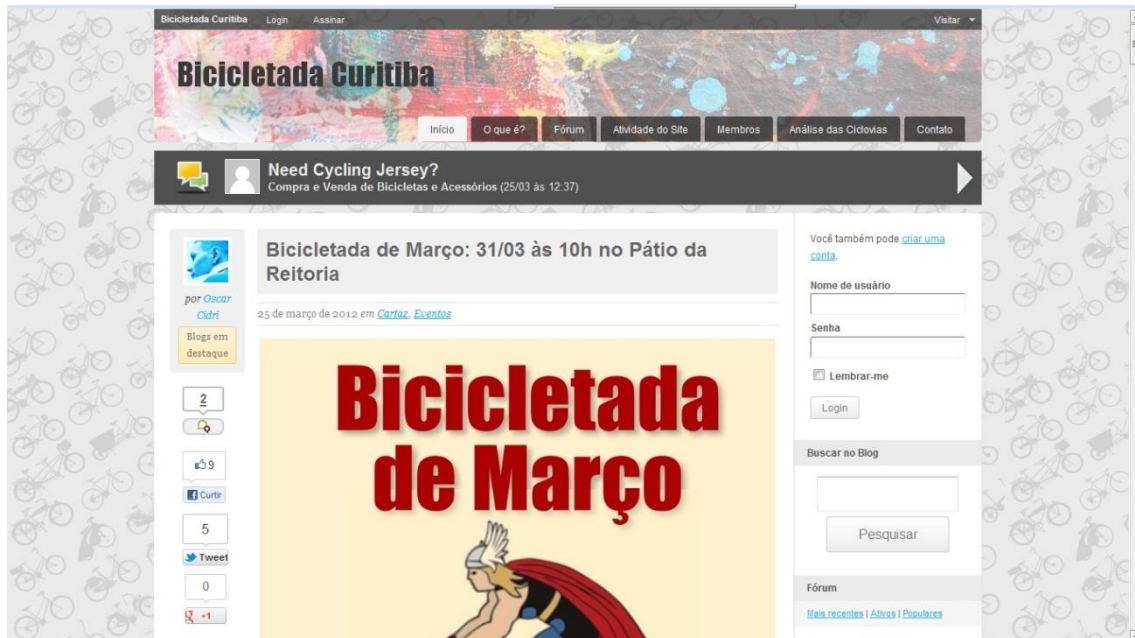 Bicicletada Curitiba Login Assinar Visitar
Bicicletada Curitiba
Início O que é? Fórum Atividade do Site Membros Análise das Ciclovias Contato
Need Cycling Jersey?
Compra e Venda de Bicicletas e Acessórios (25/03 às 12:37)
por Oscar
Cidri
Blogs em
destaque
2
9
Curtir
5
Tweet
0
+1
Bicicletada de Março: 31/03 às 10h no Pátio da
Reitoria
25 de março de 2012 em Cartaz, Eventos
Bicicletada
de Março
Você também pode criar uma
conta.
Nome de usuário
Senha
Lembrar-me
Login
Buscar no Blog
Pesquisar
Fórum
Mais recentes | Ativos | Populares